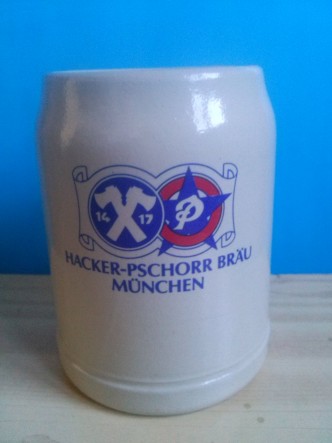 14 17
P
HACKER-PSCHORR BRÄU
MÜNCHEN